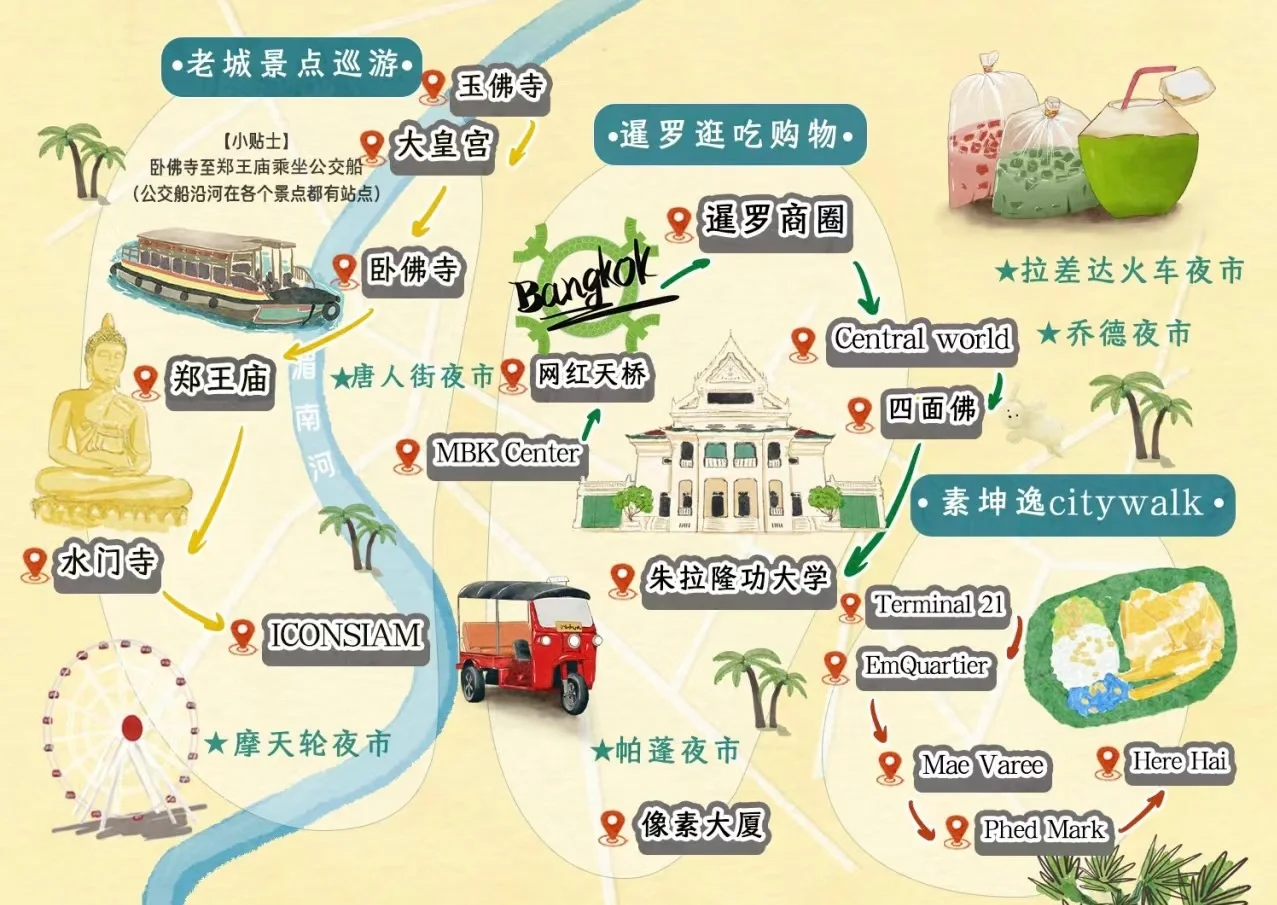 •老城景点巡游•
玉佛寺
大皇宫
【小贴士】
卧佛寺至郑王庙乘坐公交船
（公交船沿河在各个景点都有站点）
卧佛寺
郑王庙
湄南河
水门寺
ICONSIAM
★摩天轮夜市
★唐人街夜市
•暹罗逛吃购物•
暹罗商圈
Bangkok
Central world
网红天桥
四面佛
MBK Center
朱拉隆功大学
★帕蓬夜市
像素大厦
★拉差达火车夜市
★乔德夜市
•素坤逸citywalk•
Terminal 21
EmQuartier
Mae Varee
Here Hai
Phed Mark